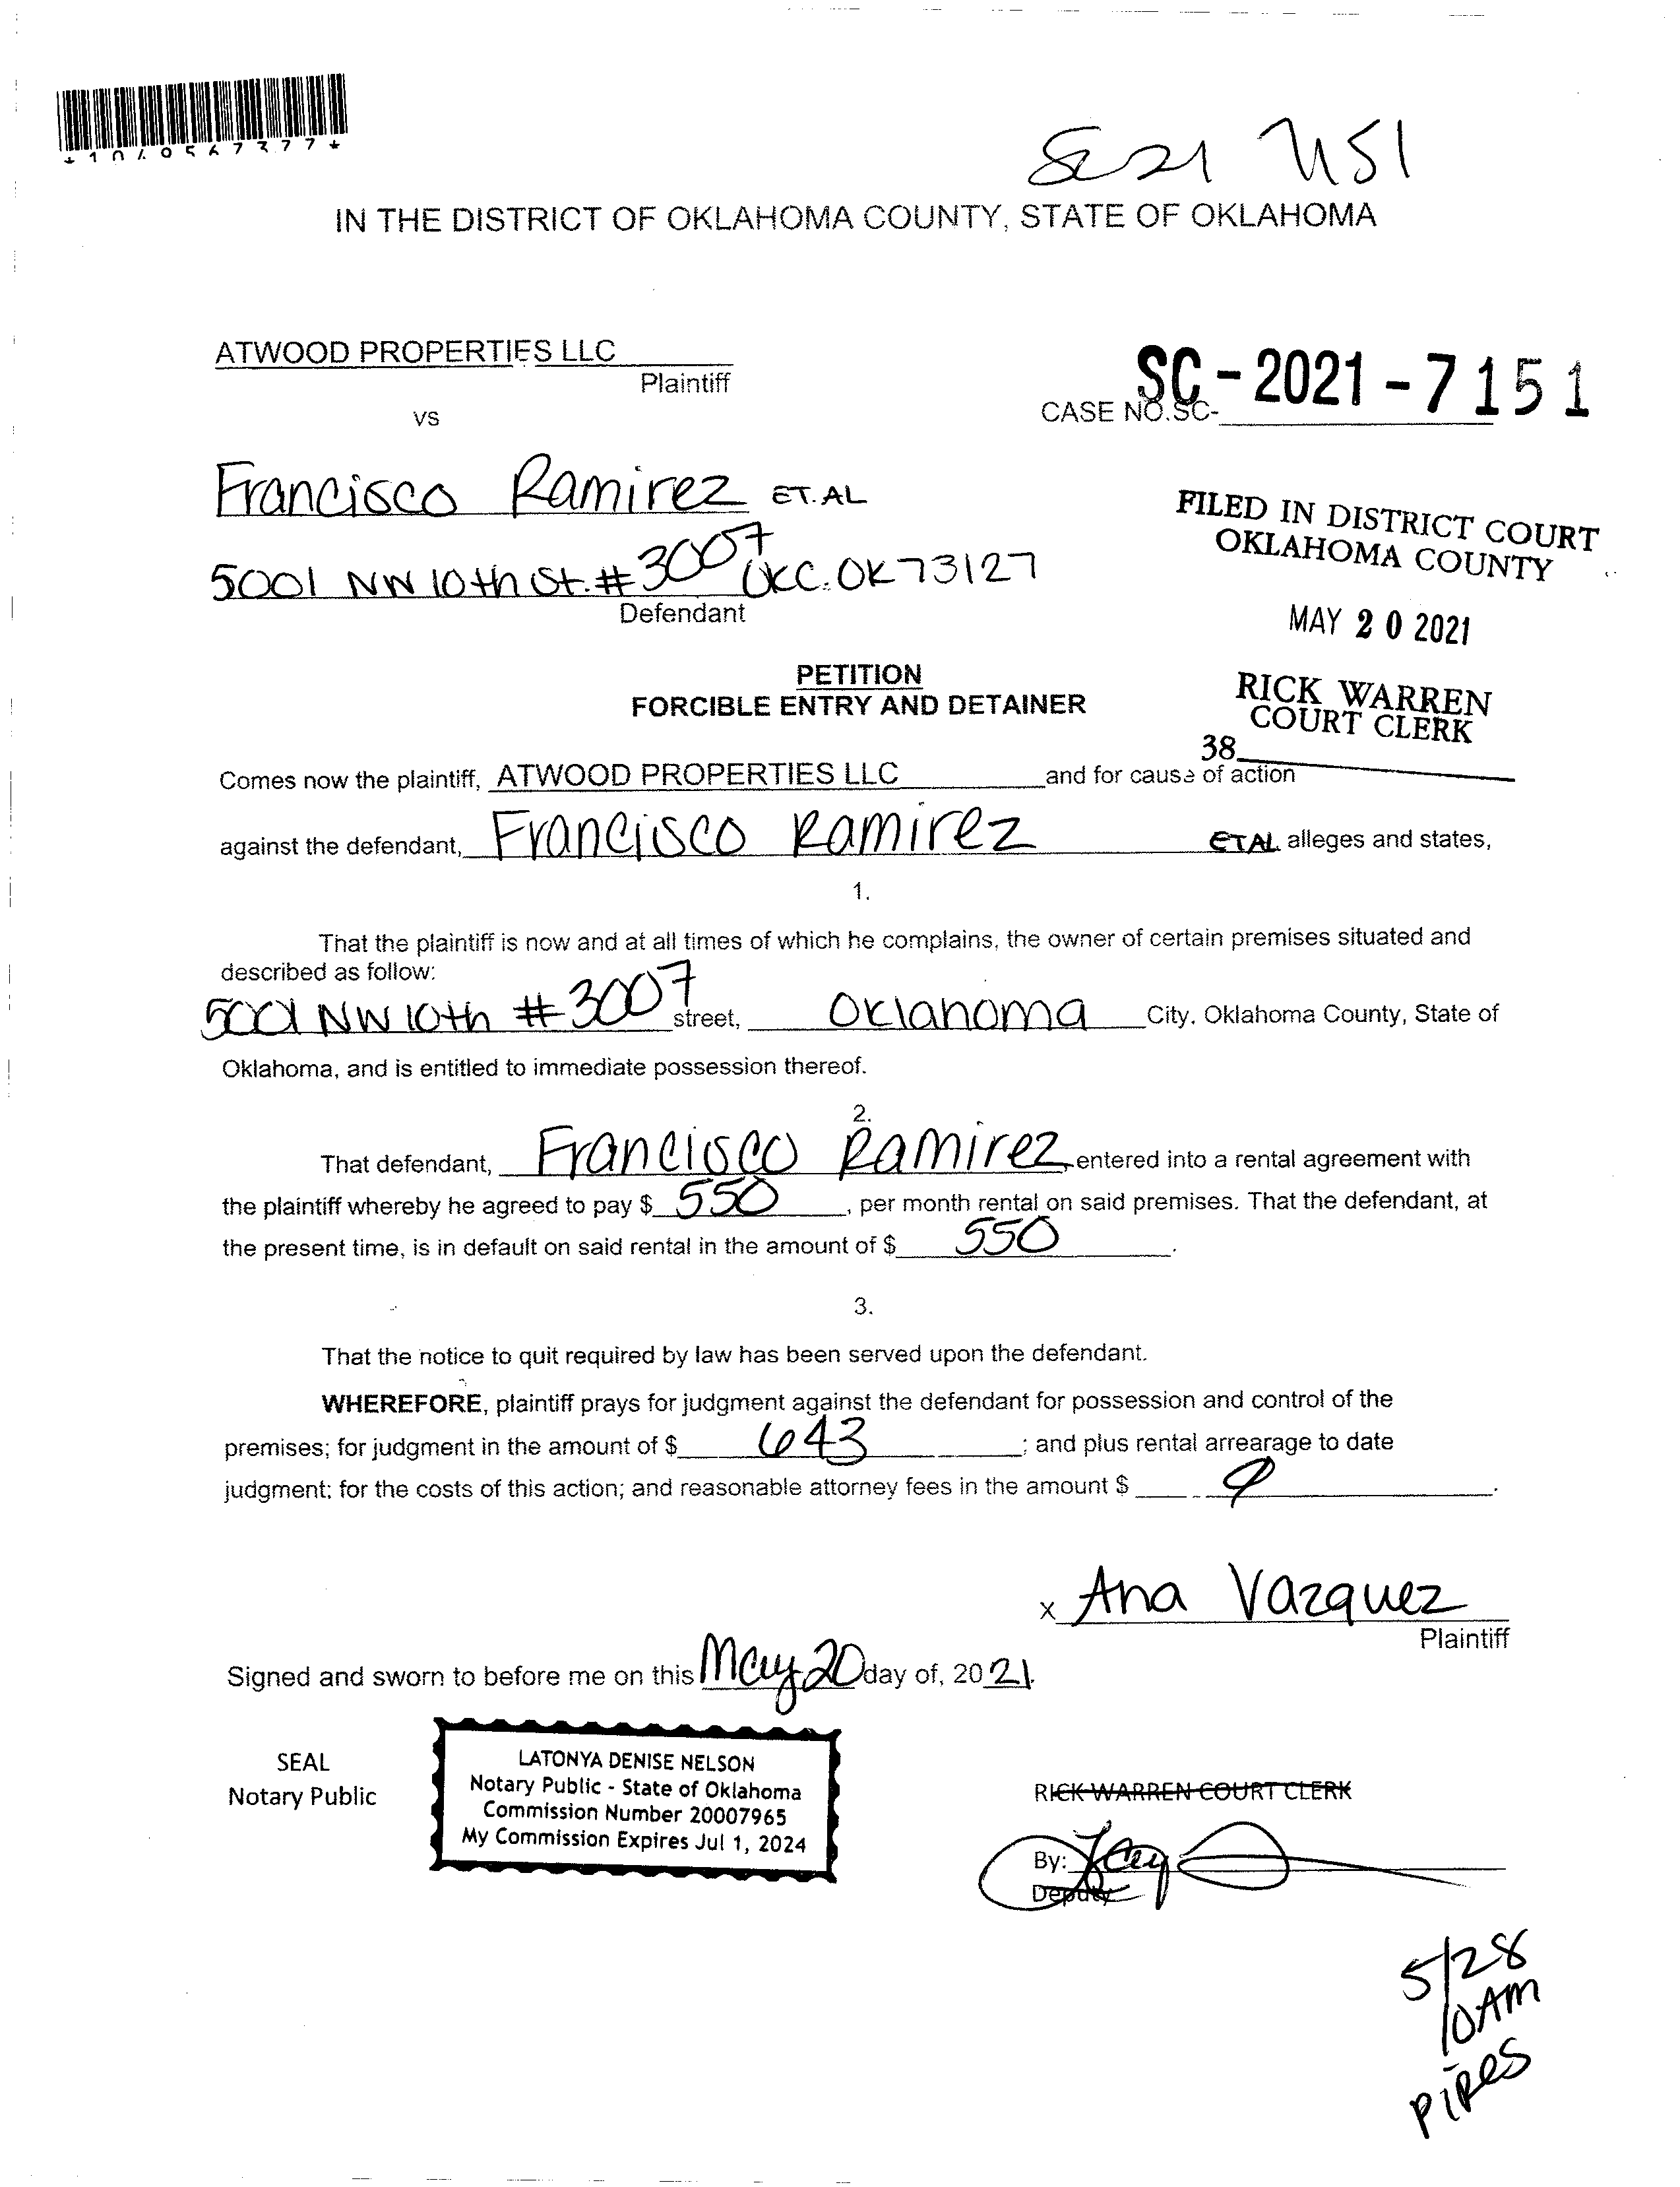 SC 21 7151
IN THE DISTRICT OF OKLAHOMA COUNTY, STATE OF OKLAHOMA
ATWOOD PROPERTIES LLC
Plaintiff
vs
SC-2021-7151
CASE NO.SC-
Francisco Ramirez ET.AL
5001 NW 10th St. #3007 OKC. OK 73127
Defendant
FILED IN DISTRICT COURT
OKLAHOMA COUNTY
MAY 20 2021
RICK WARREN
COURT CLERK
38
PETITION
FORCIBLE ENTRY AND DETAINER
Comes now the plaintiff, ATWOOD PROPERTIES LLC and for cause of action
against the defendant, Francisco Ramirez ETAL alleges and states,
1.
That the plaintiff is now and at all times of which he complains, the owner of certain premises situated and
described as follow:
5001 NW 10th #3007 street, Oklahoma City, Oklahoma County, State of
Oklahoma, and is entitled to immediate possession thereof.
2.
That defendant, Francisco Ramirez, entered into a rental agreement with
the plaintiff whereby he agreed to pay $ 550, per month rental on said premises. That the defendant, at
the present time, is in default on said rental in the amount of $ 550.
3.
That the notice to quit required by law has been served upon the defendant.
WHEREFORE, plaintiff prays for judgment against the defendant for possession and control of the
premises; for judgment in the amount of $ 643; and plus rental arrearage to date
judgment; for the costs of this action; and reasonable attorney fees in the amount $
x Ana Vazquez
Plaintiff
Signed and sworn to before me on this May 20 day of, 2021.
SEAL
Notary Public
LATONYA DENISE NELSON
Notary Public - State of Oklahoma
Commission Number 20007965
My Commission Expires Jul 1, 2024
RICK WARREN COURT CLERK
By:
Deputy
5/28
10AM
PIRES